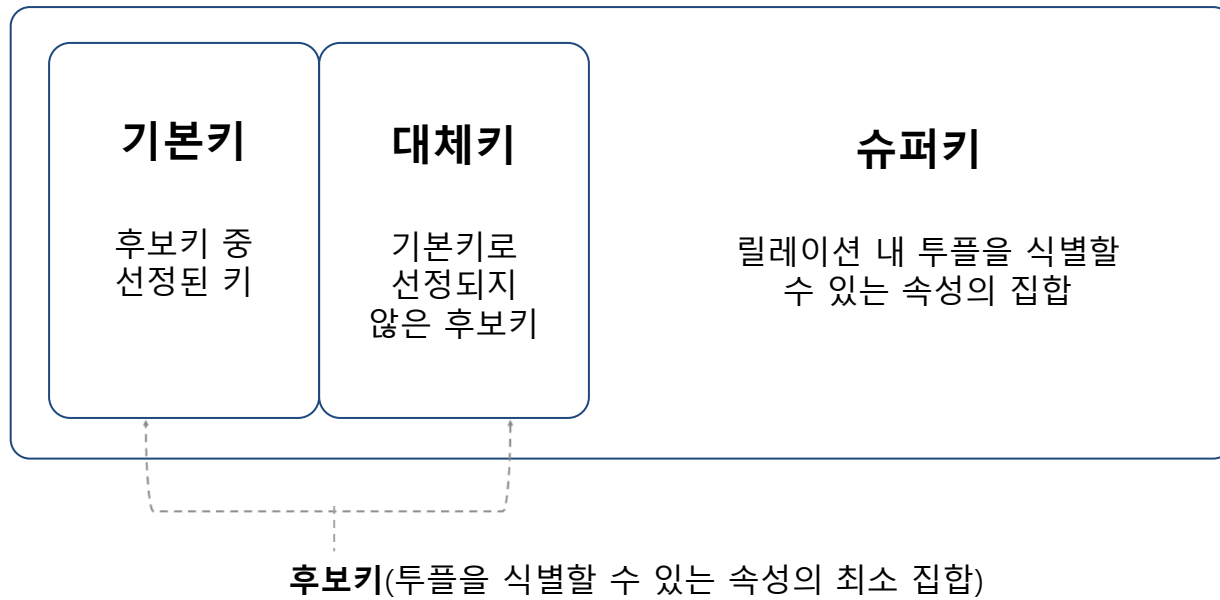 기본키
후보키 중
선정된 키
대체키
기본키로
선정되지
않은 후보키
슈퍼키
릴레이션 내 투플을 식별할
수 있는 속성의 집합
후보키(투플을 식별할 수 있는 속성의 최소 집합)